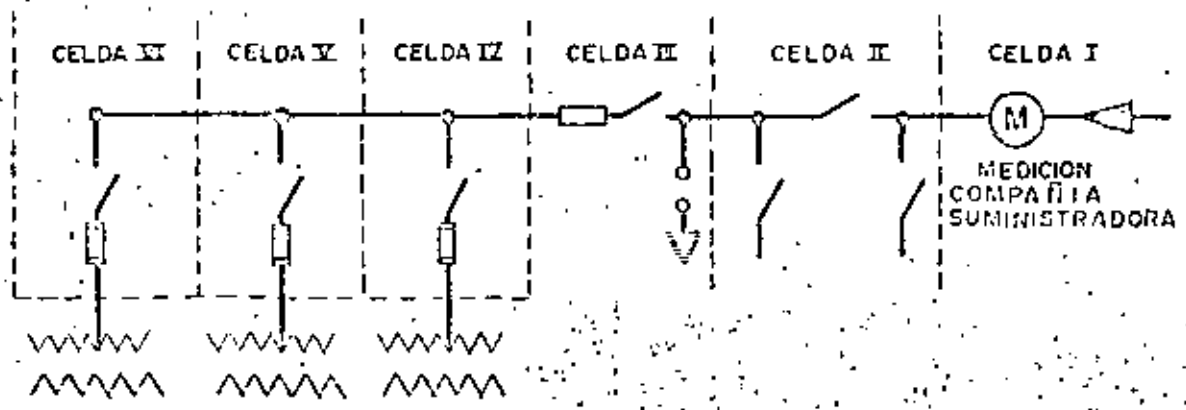 CELDA VI
CELDA V
CELDA IV
CELDA III
CELDA II
CELDA I
M
MEDICION
COMPAÑIA
SUMINISTRADORA